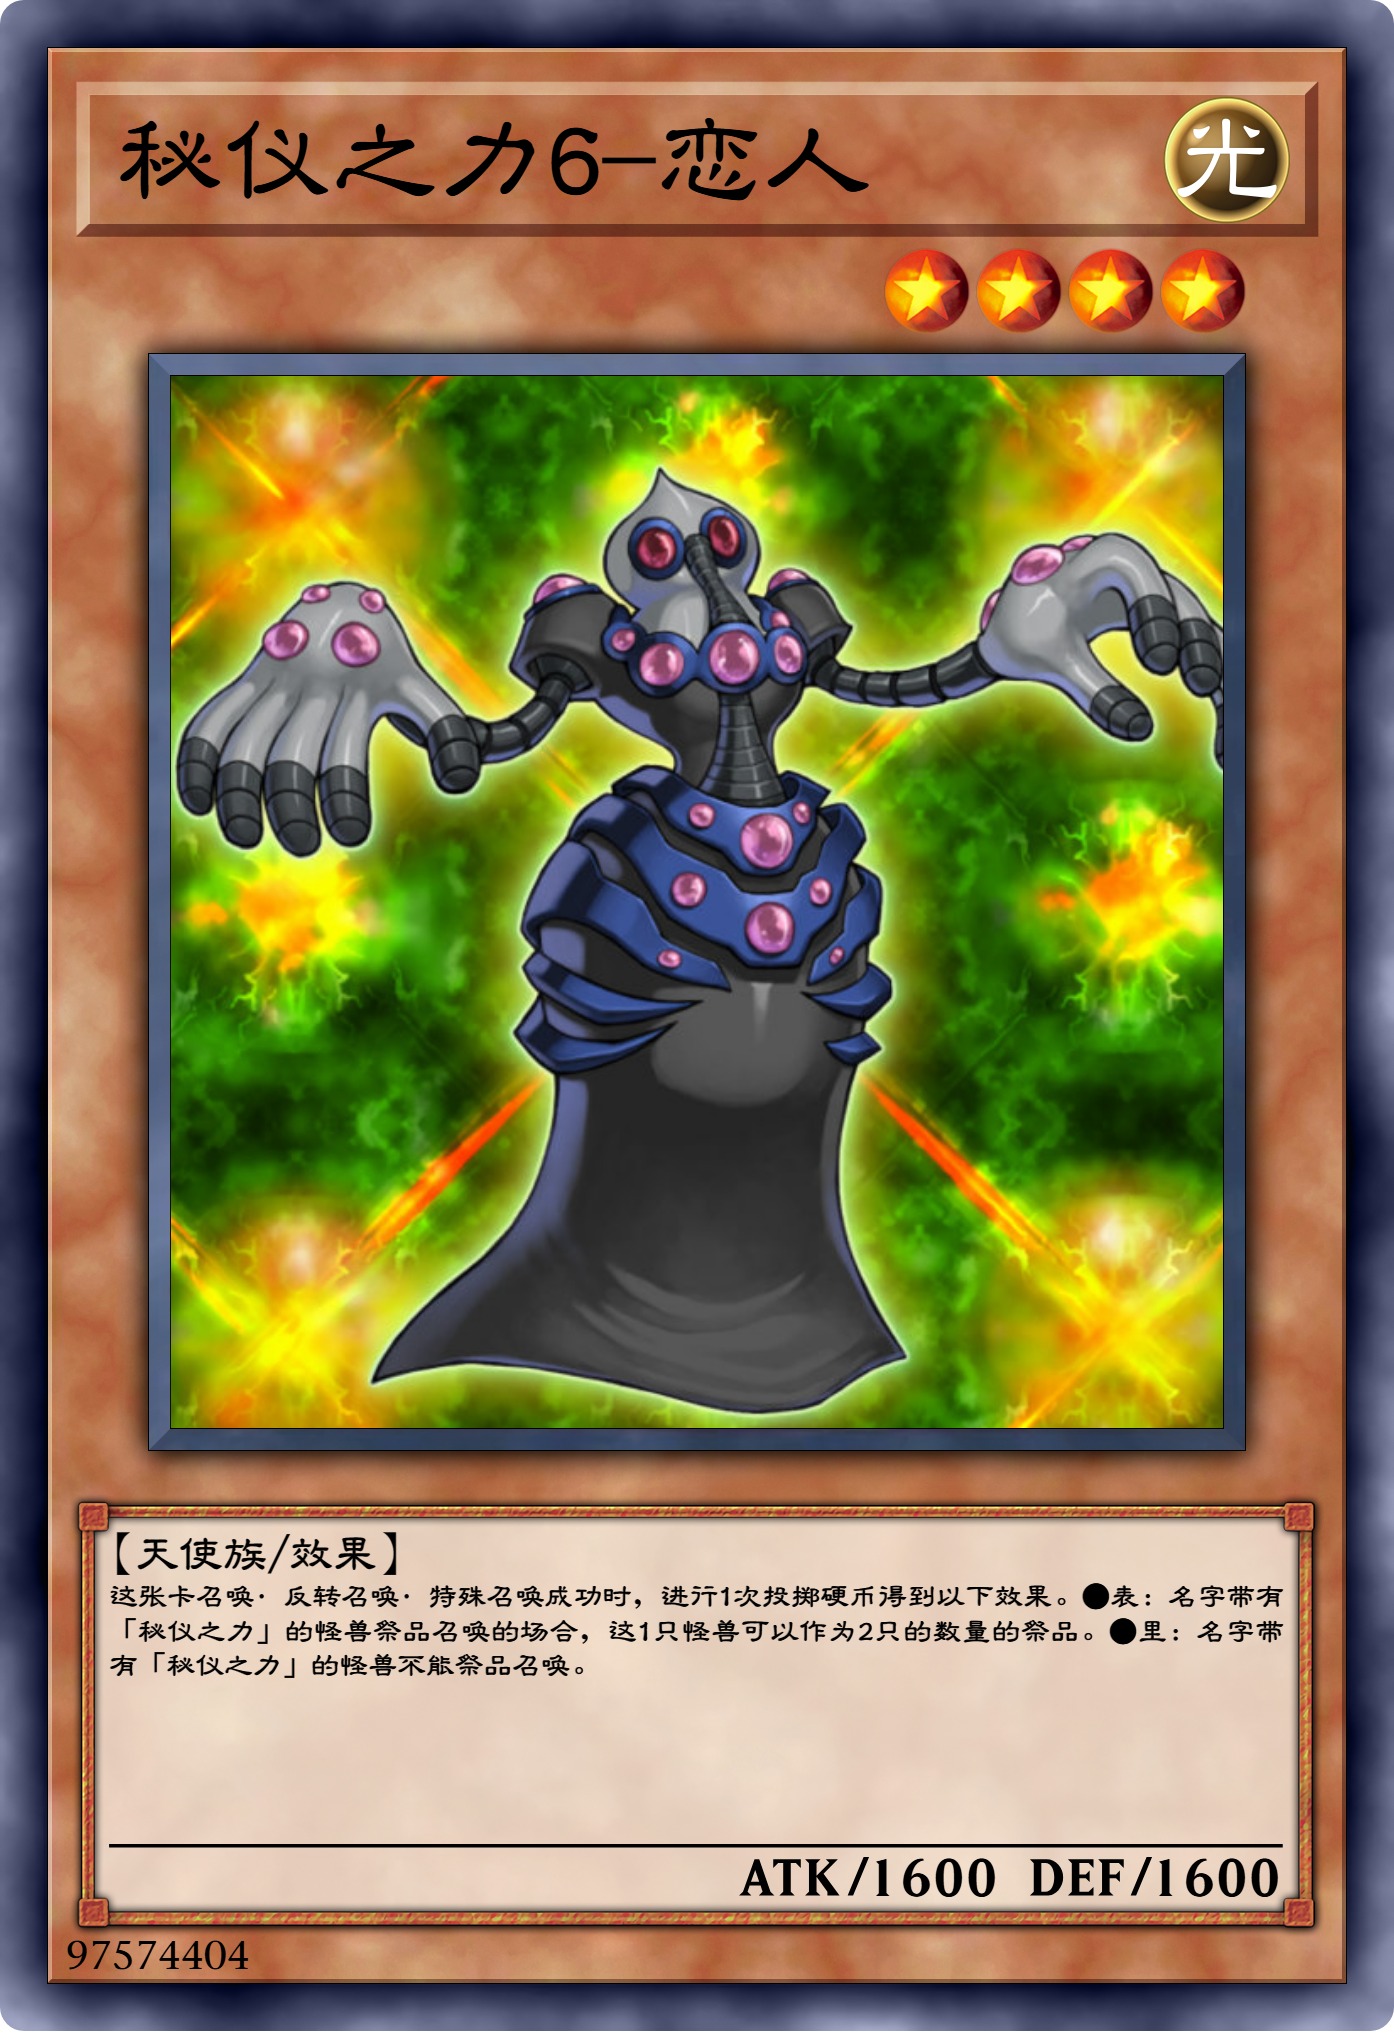 秘仪之力6-恋人
光
【天使族/效果】
这张卡召唤·反转召唤·特殊召唤成功时，进行1次投掷硬币得到以下效果。●表：名字带有
「秘仪之力」的怪兽祭品召唤的场合，这1只怪兽可以作为2只的数量的祭品。●里：名字带
有「秘仪之力」的怪兽不能祭品召唤。
ATK/1600 DEF/1600
97574404